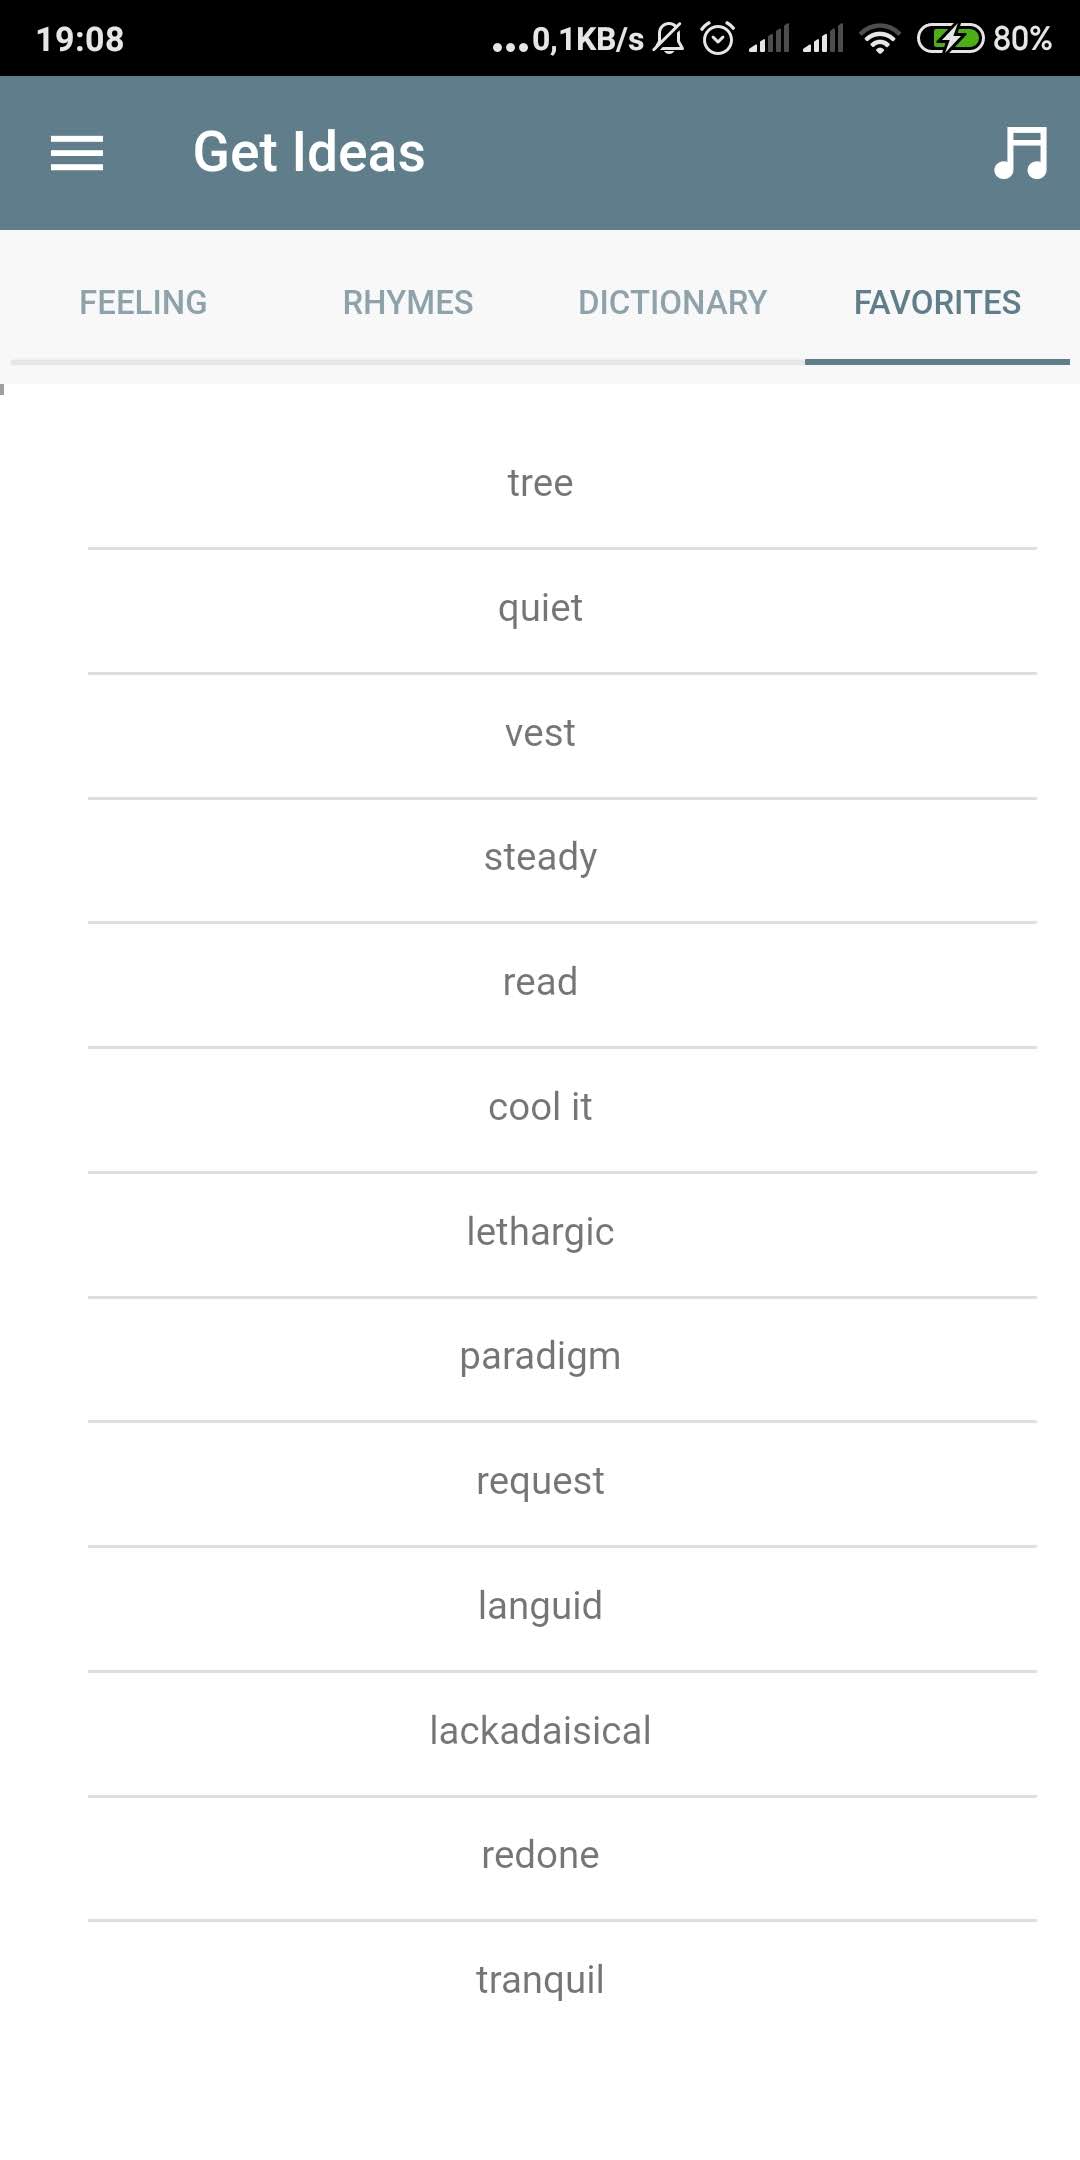 19:08 ...0,1KB/s 80%
Get Ideas
FEELING RHYMES DICTIONARY FAVORITES
tree
quiet
vest
steady
read
cool it
lethargic
paradigm
request
languid
lackadaisical
redone
tranquil